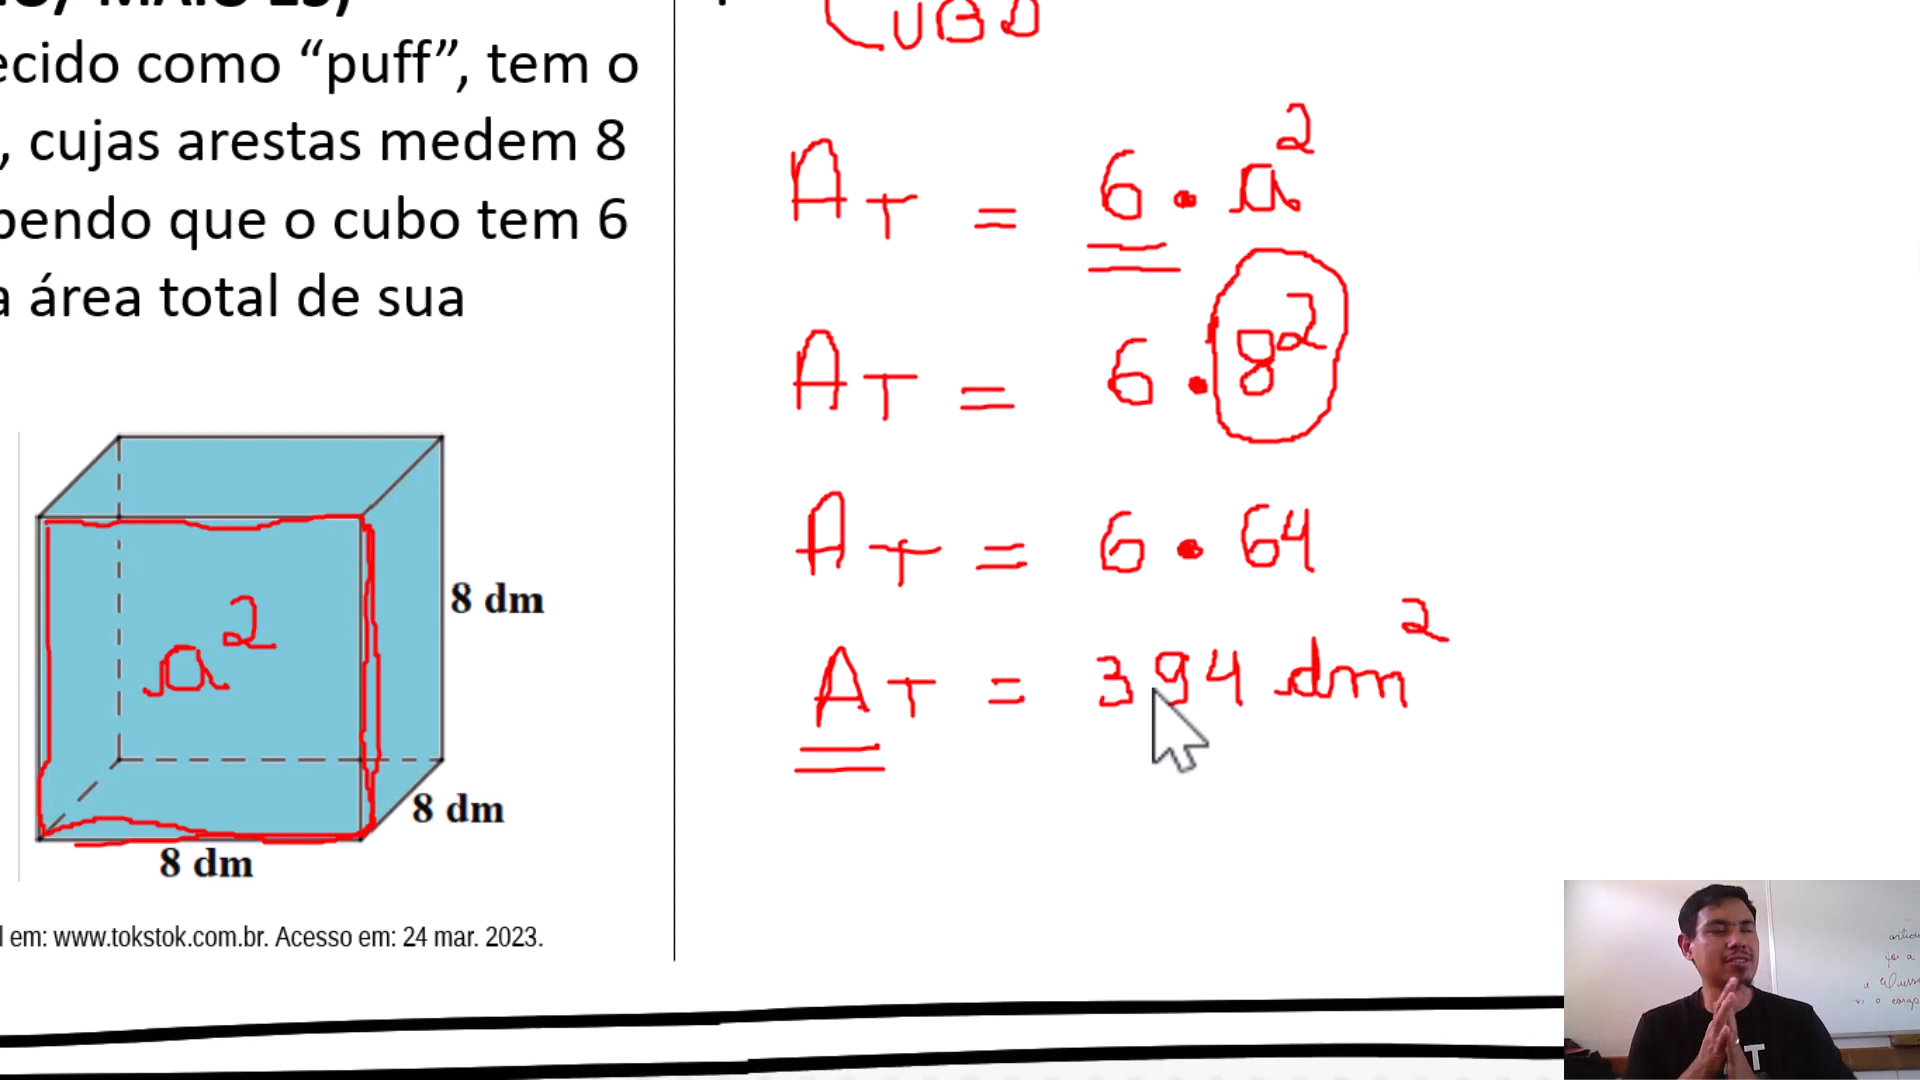 MAIO 23)
ecido como “puff”, tem o
, cujas arestas medem 8
bendo que o cubo tem 6
a área total de sua
8 dm
8 dm
8 dm
a²
l em: www.tokstok.com.br. Acesso em: 24 mar. 2023.
CUBO
AT = 6 • a²
AT = 6 • 8²
AT = 6 • 64
AT = 394 dm²
T